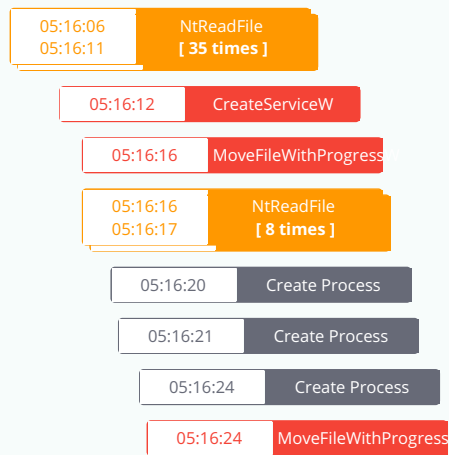 05:16:06 NtReadFile
05:16:11 [ 35 times ]
05:16:12 CreateServiceW
05:16:16 MoveFileWithProgressW
05:16:16 NtReadFile
05:16:17 [ 8 times ]
05:16:20 Create Process
05:16:21 Create Process
05:16:24 Create Process
05:16:24 MoveFileWithProgress